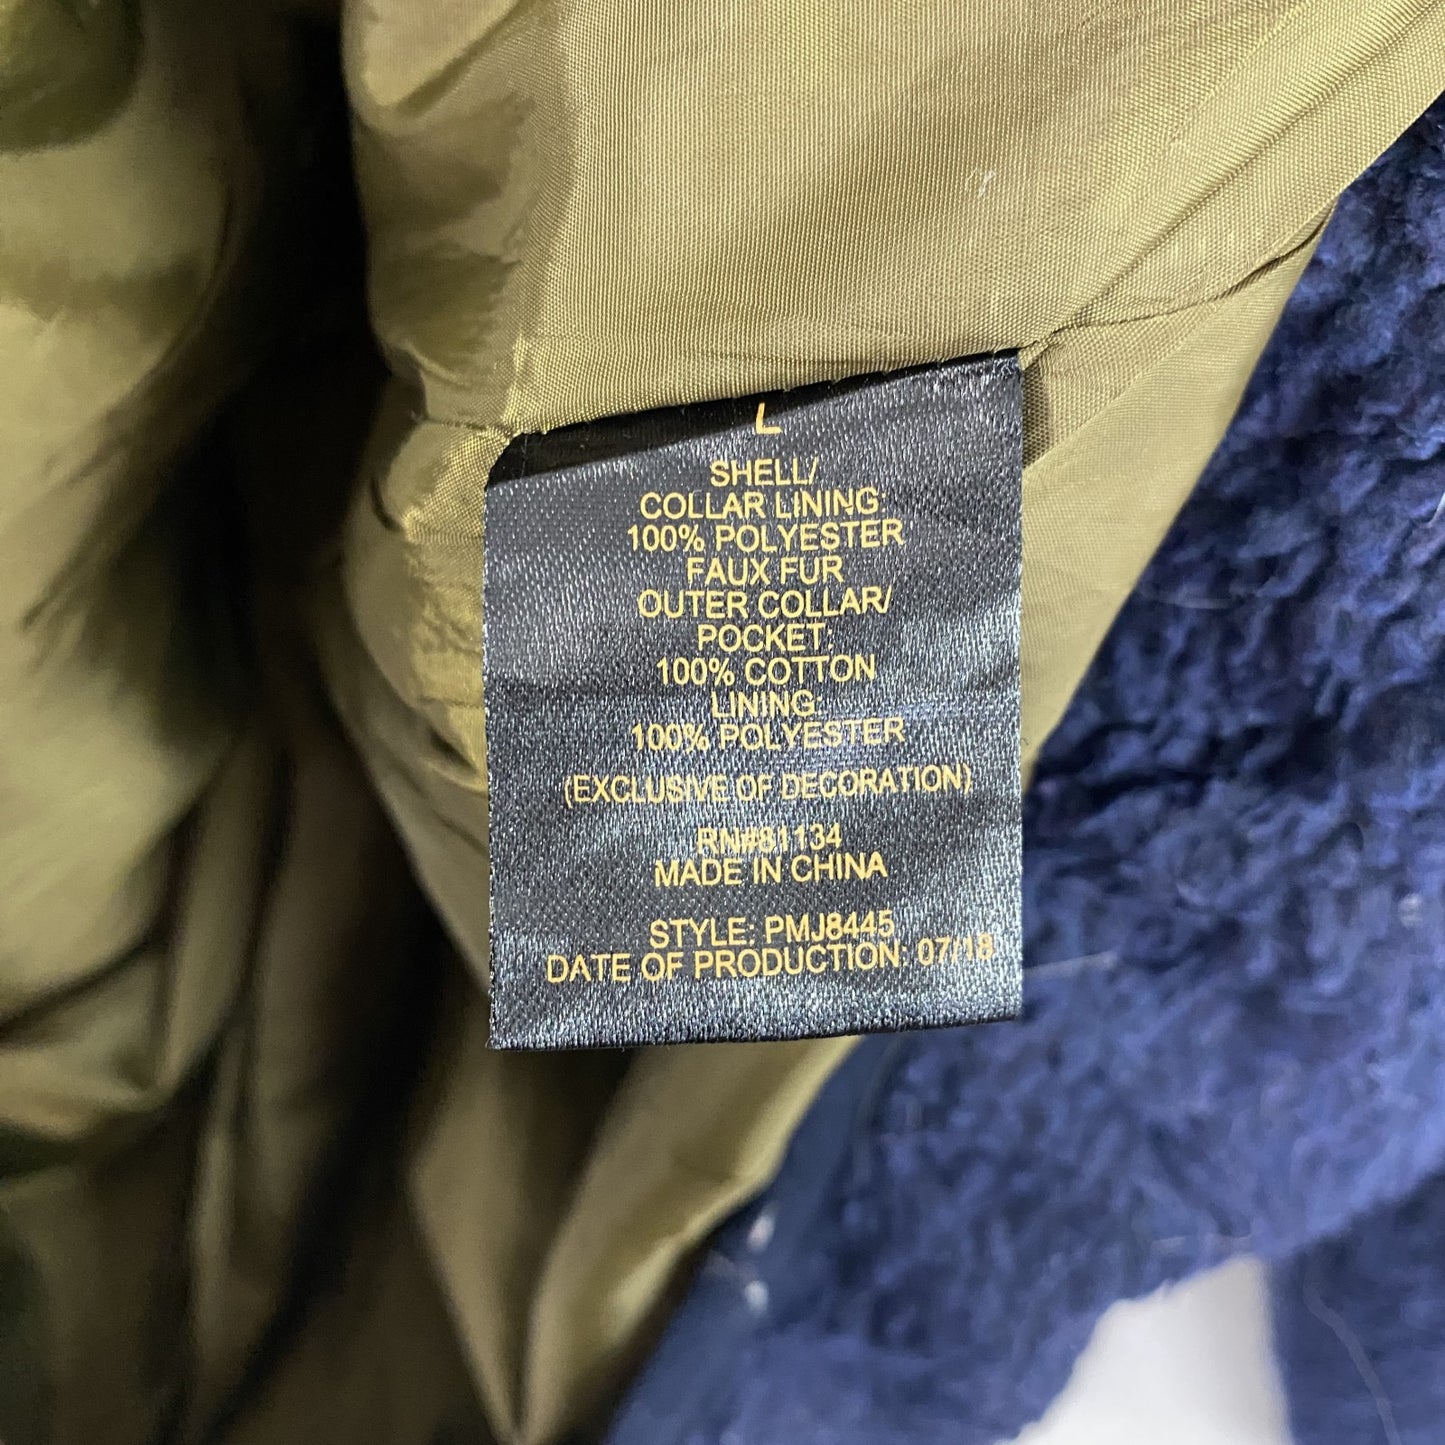 L
SHELL/
COLLAR LINING:
100% POLYESTER
FAUX FUR
OUTER COLLAR/
POCKET:
100% COTTON
LINING
100% POLYESTER
(EXCLUSIVE OF DECORATION)
RN#81134
MADE IN CHINA
STYLE: PMJ8445
DATE OF PRODUCTION: 07/18